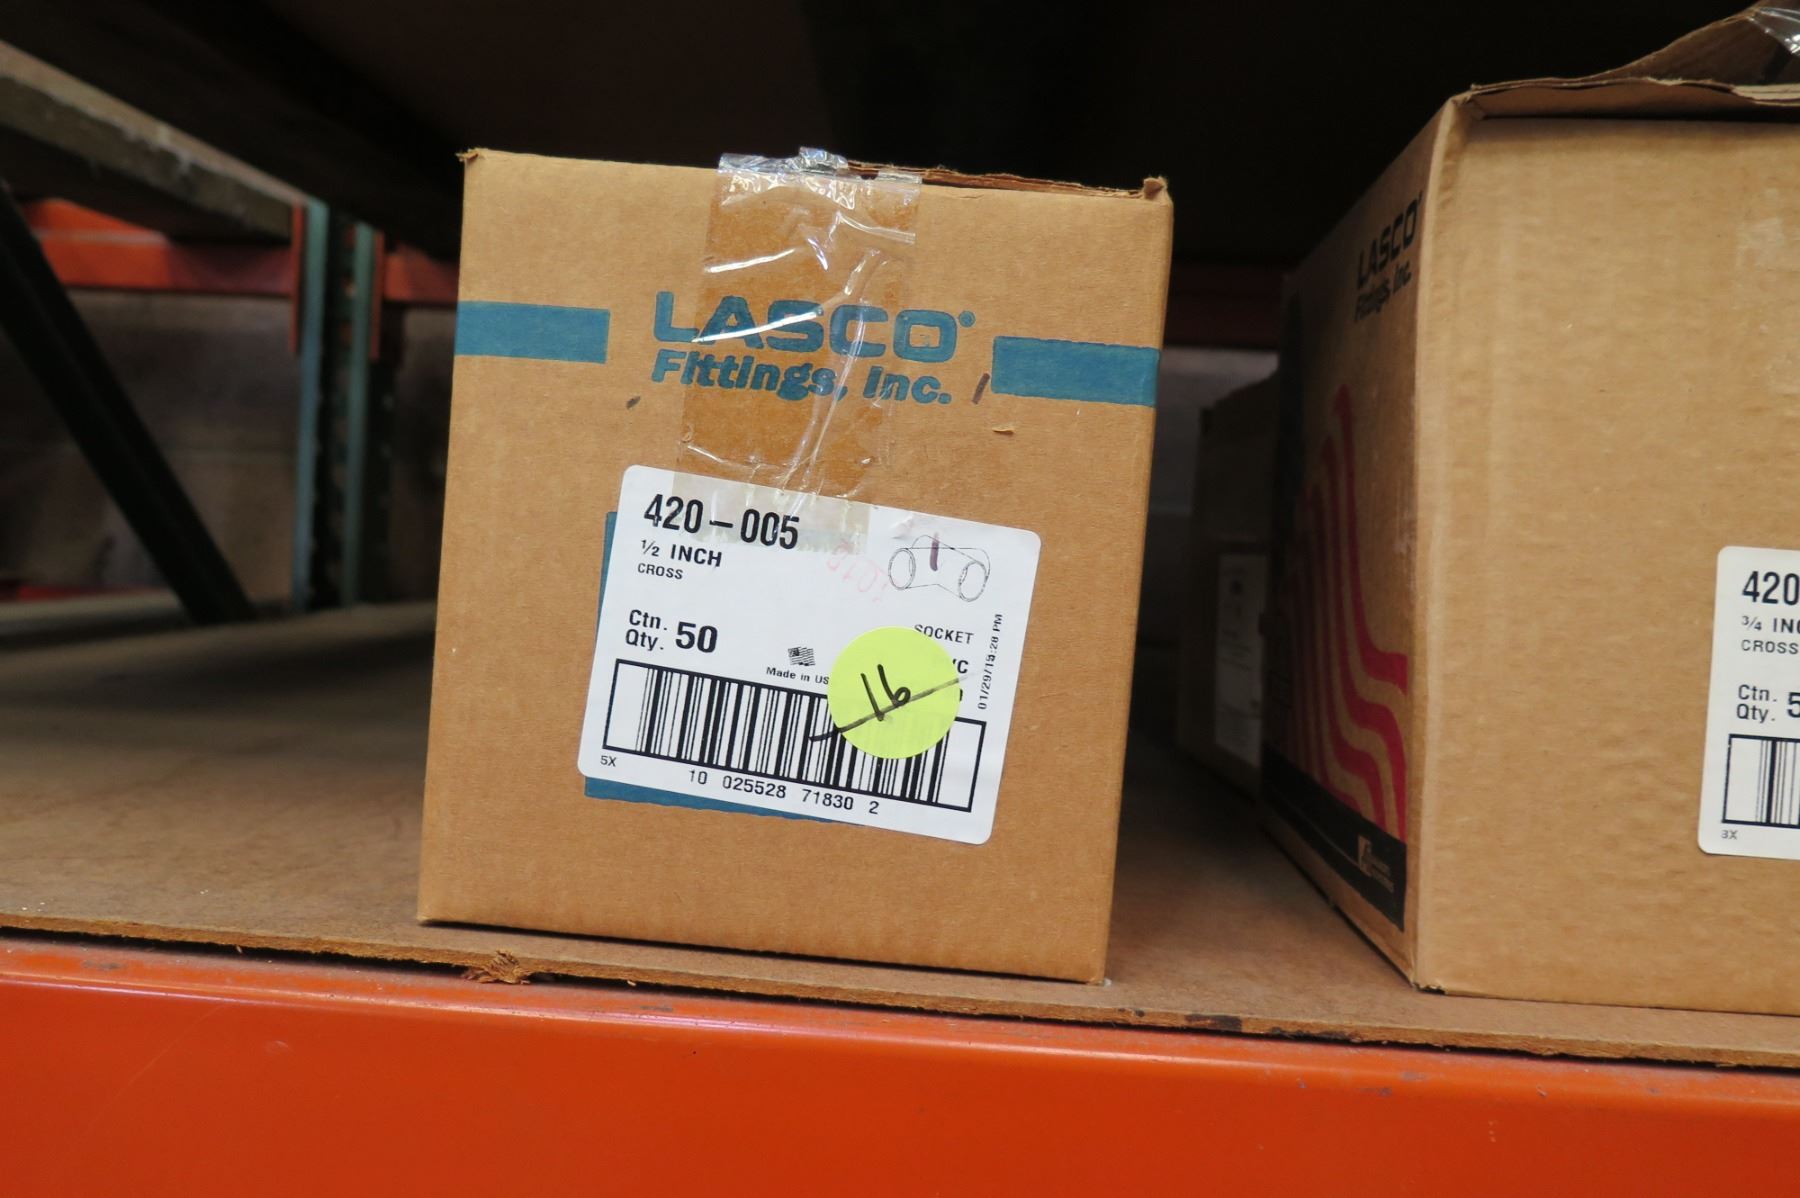 LASCO®
Fittings, Inc.
420-005
1/2 INCH
CROSS
Ctn.
Qty. 50
SOCKET
Made in US
01/29/13
:28 PM
16
5X
10 025528 71830 2
LASCO
Fittings, Inc.
420
3/4 INC
CROSS
Ctn.
Qty. 5
3X